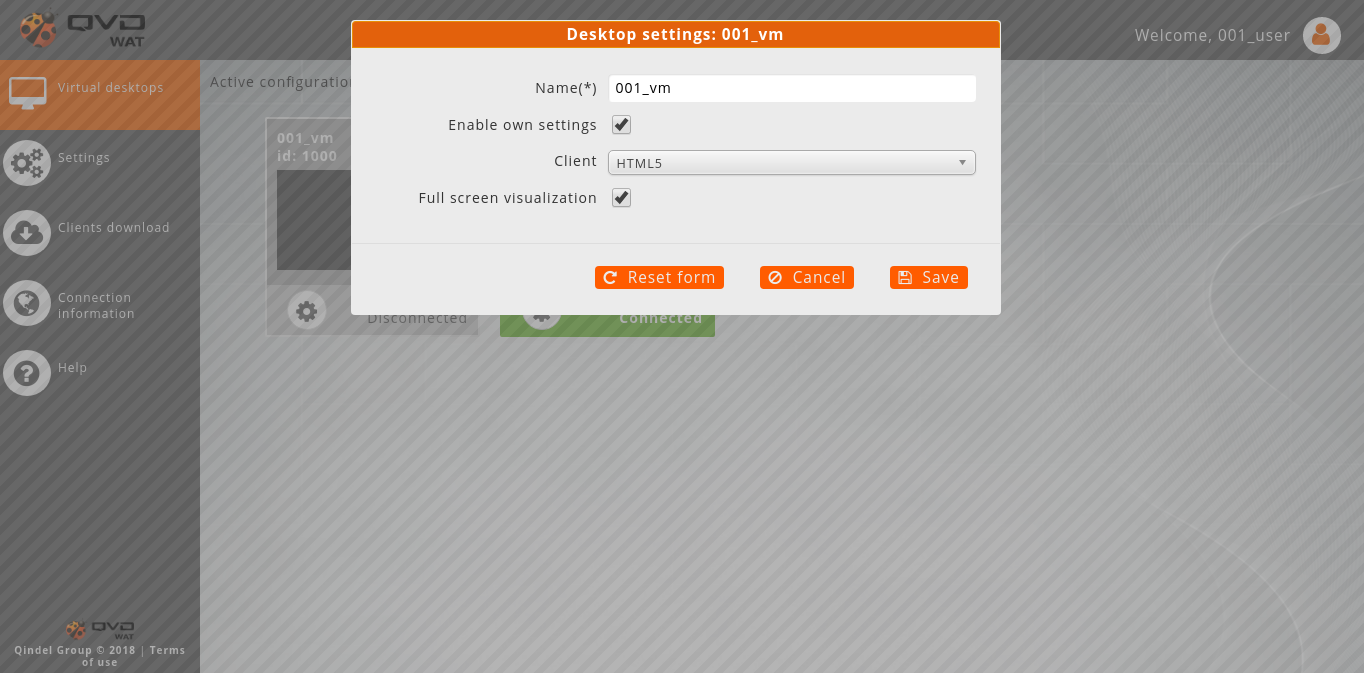 QVD
WAT
Welcome, 001_user
Desktop settings: 001_vm
Name(*)
001_vm
Enable own settings
Client
HTML5
Full screen visualization
Reset form
Cancel
Save
Virtual desktops
Settings
Clients download
Connection
information
Help
Active configuration
001_vm
id: 1000
Disconnected
Connected
QVD
WAT
Qindel Group © 2018 | Terms
of use